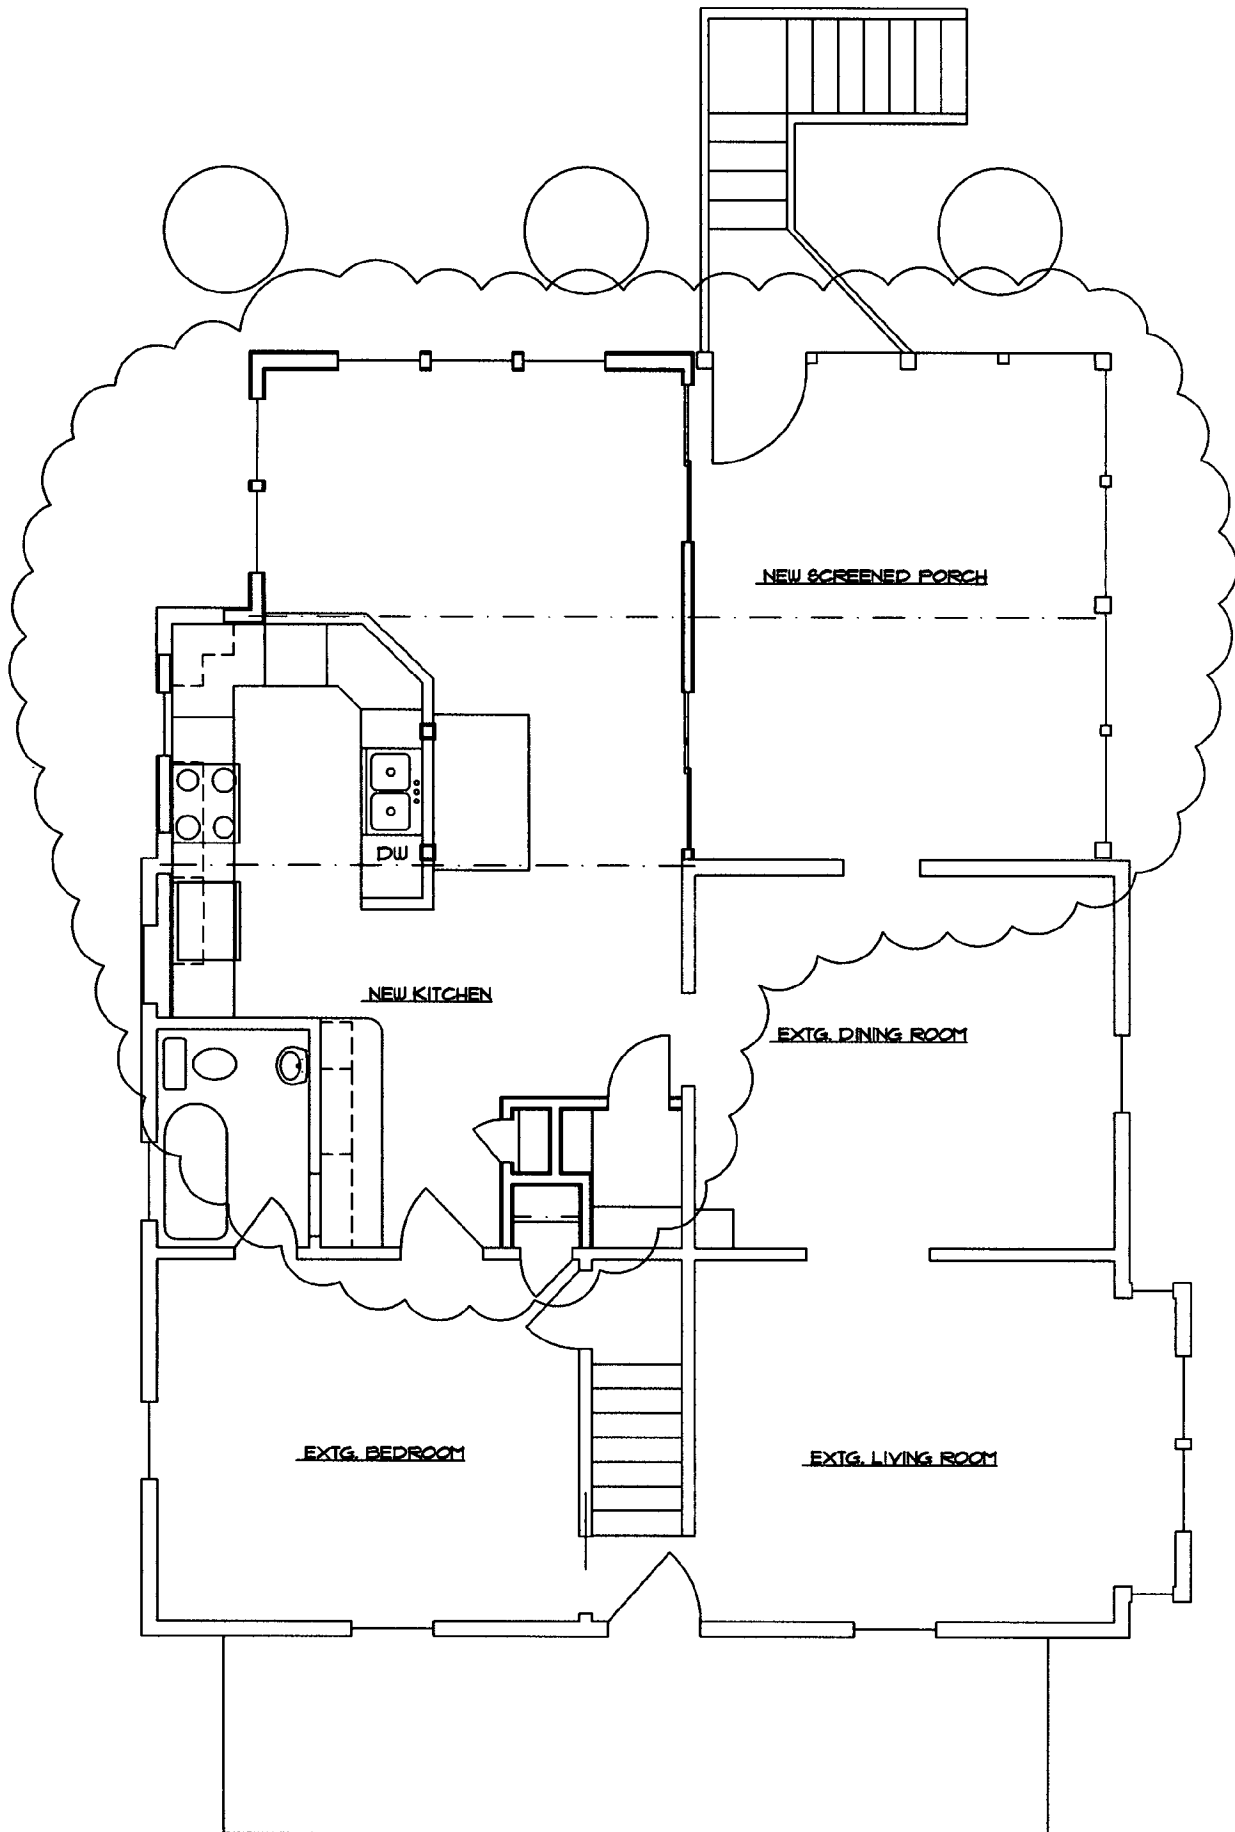 NEW SCREENED PORCH
DW
NEW KITCHEN
EXTG. DINING ROOM
EXTG. BEDROOM
EXTG. LIVING ROOM